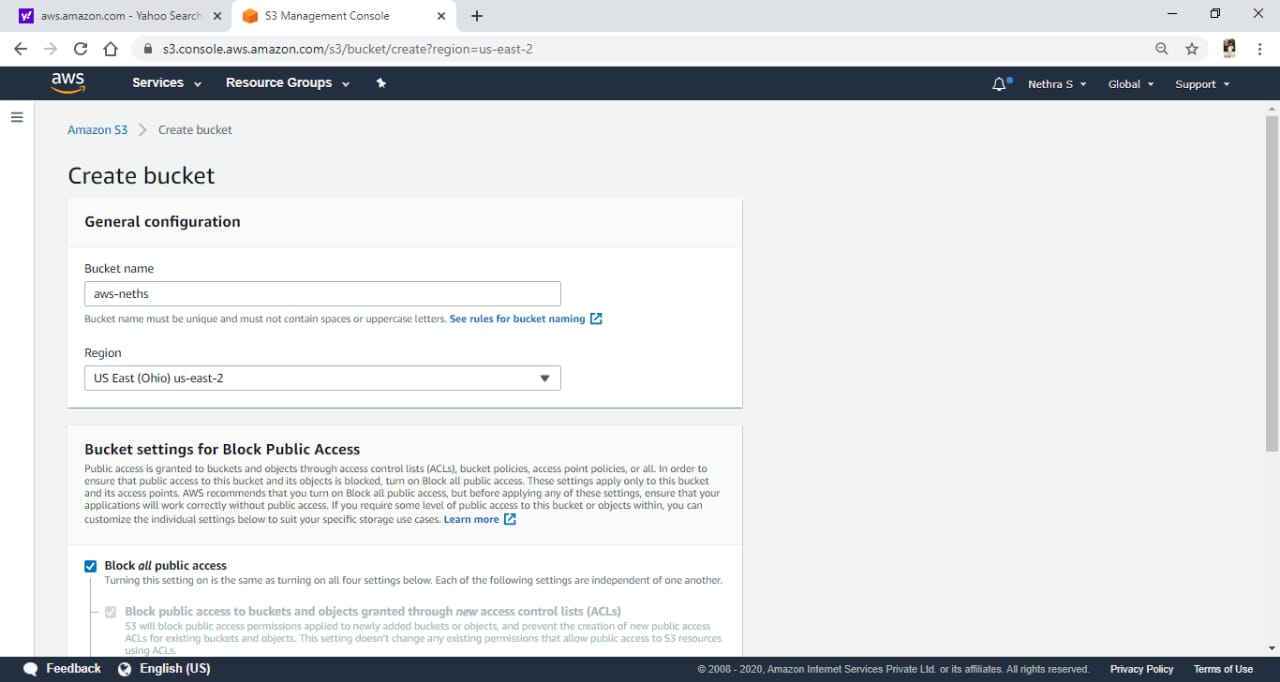 aws.amazon.com - Yahoo Search
S3 Management Console
s3.console.aws.amazon.com/s3/bucket/create?region=us-east-2
aws
Services
Resource Groups
Nethra S
Global
Support
Amazon S3
Create bucket
Create bucket
General configuration
Bucket name
aws-neths
Bucket name must be unique and must not contain spaces or uppercase letters. See rules for bucket naming
Region
US East (Ohio) us-east-2
Bucket settings for Block Public Access
Public access is granted to buckets and objects through access control lists (ACLs), bucket policies, access point policies, or all. In order to
ensure that public access to this bucket and its objects is blocked, turn on Block all public access. These settings apply only to this bucket
and its access points. AWS recommends that you turn on Block all public access, but before applying any of these settings, ensure that your
applications will work correctly without public access. If you require some level of public access to this bucket or objects within, you can
customize the individual settings below to suit your specific storage use cases. Learn more
Block all public access
Turning this setting on is the same as turning on all four settings below. Each of the following settings are independent of one another.
Block public access to buckets and objects granted through new access control lists (ACLs)
S3 will block public access permissions applied to newly added buckets or objects, and prevent the creation of new public access
ACLs for existing buckets and objects. This setting doesn't change any existing permissions that allow public access to S3 resources
using ACLs.
Feedback
English (US)
© 2008 - 2020, Amazon Internet Services Private Ltd. or its affiliates. All rights reserved.
Privacy Policy
Terms of Use